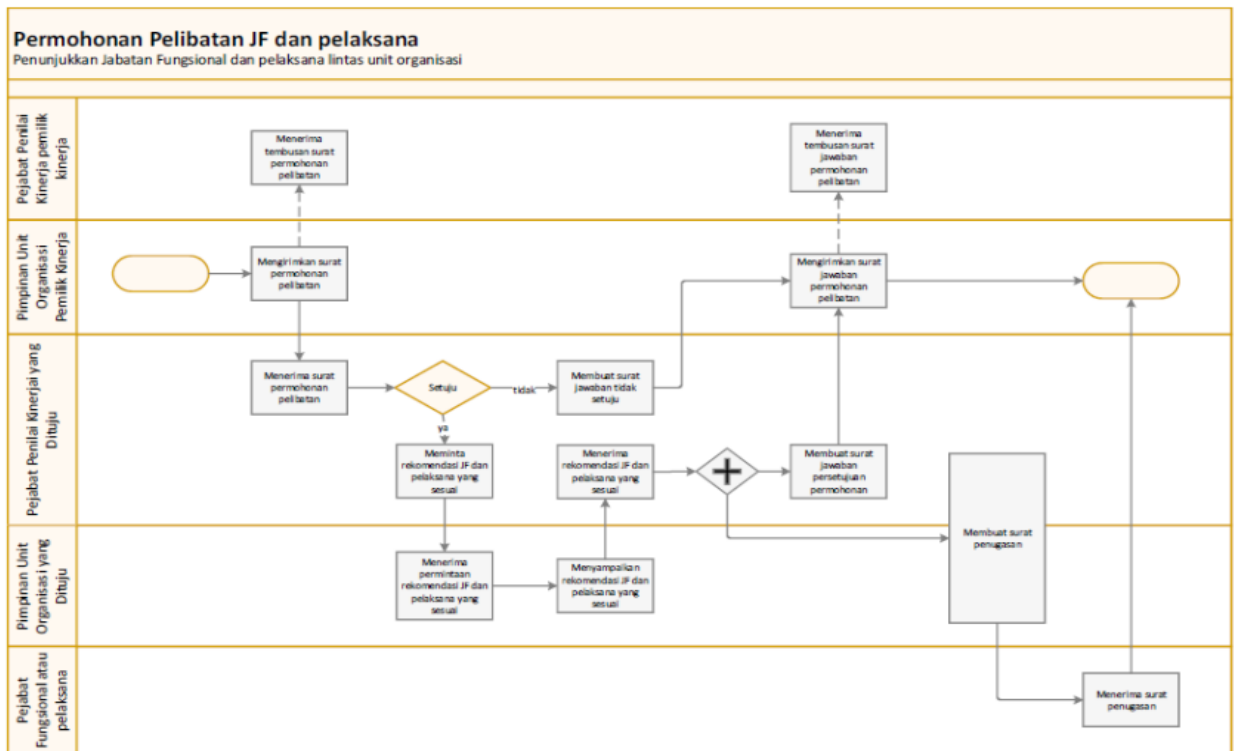 Permohonan Pelibatan JF dan pelaksana
Penunjukkan Jabatan Fungsional dan pelaksana lintas unit organisasi
Pejabat Penilai
Kinerja pemilik
kinerja
Menerima
tembusan surat
permohonan
pelibatan
Menerima
tembusan surat
jawaban
permohonan
pelibatan
Pimpinan Unit
Organisasi
Pemilik Kinerja
Mengirimkan surat
permohonan
pelibatan
Mengirimkan surat
jawaban
permohonan
pelibatan
Pejabat Penilai Kinerjai yang
Dituju
Menerima surat
permohonan
pelibatan
Setuju
tidak
Membuat surat
jawaban tidak
setuju
ya
Meminta
rekomendasi JF dan
pelaksana yang
sesuai
Menerima
rekomendasi JF dan
pelaksana yang
sesuai
Membuat surat
jawaban
persetujuan
permohonan
Membuat surat
penugasan
Pimpinan Unit
Organisasi yang
Dituju
Menerima
permintaan
rekomendasi JF dan
pelaksana yang
sesuai
Menyampaikan
rekomendasi JF dan
pelaksana yang
sesuai
Pejabat
Fungsional atau
pelaksana
Menerima surat
penugasan